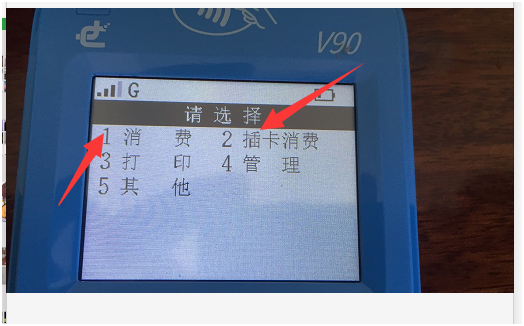 V90
G
请选择
1 消 费 2 插卡消费
3 打 印 4 管 理
5 其 他